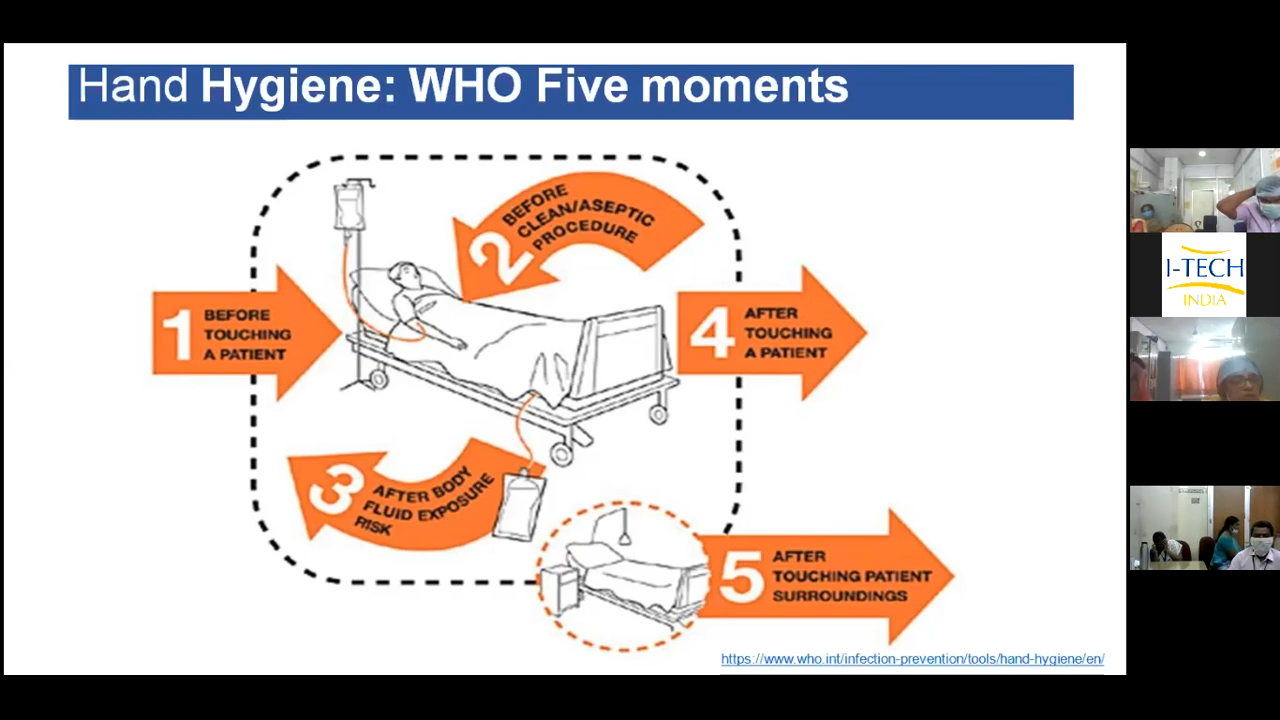 Hand Hygiene: WHO Five moments
1
BEFORE
TOUCHING
A PATIENT
2
BEFORE
CLEAN/ASEPTIC
PROCEDURE
3
AFTER BODY
FLUID EXPOSURE
RISK
4
AFTER
TOUCHING
A PATIENT
5
AFTER
TOUCHING PATIENT
SURROUNDINGS
https://www.who.int/infection-prevention/tools/hand-hygiene/en/
I-TECH
INDIA